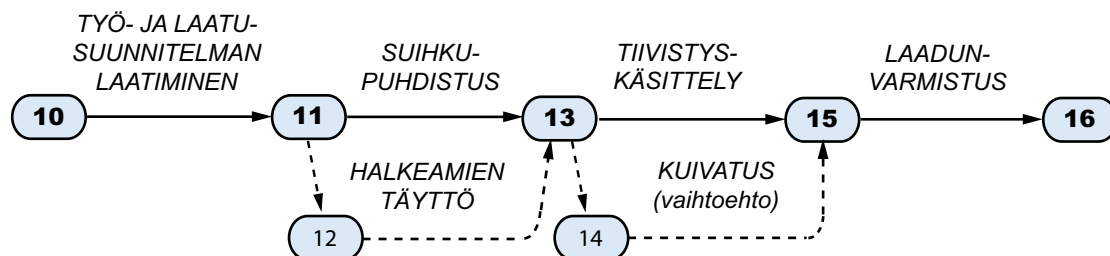 TYÖ- JA LAATU-
SUUNNITELMAN
LAATIMINEN
SUIHKU-
PUHDISTUS
TIIVISTYS-
KÄSITTELY
LAADUN-
VARMISTUS
10
11
13
15
16
HALKEAMIEN
TÄYTTÖ
KUIVATUS
(vaihtoehto)
12
14